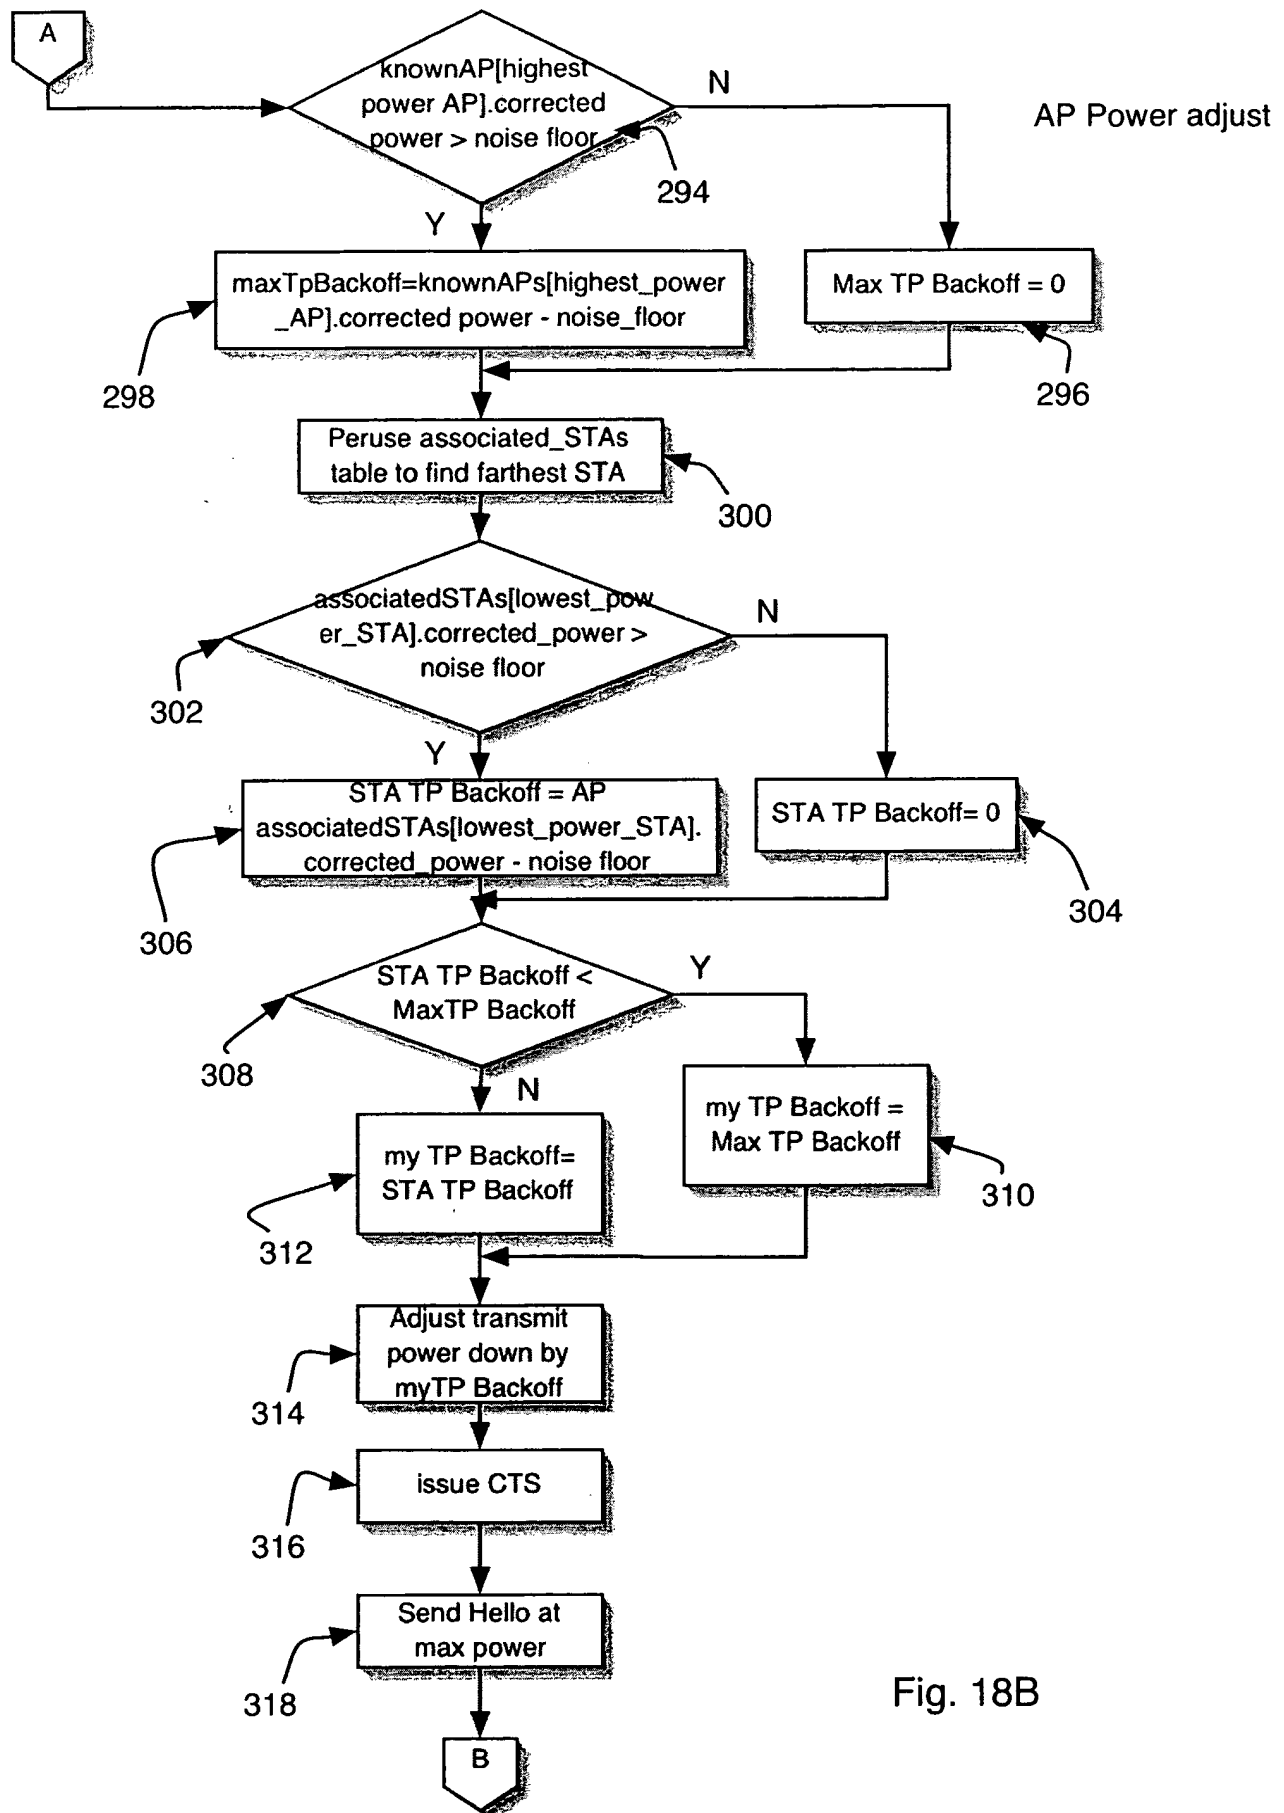 A
knownAP[highest
power AP].corrected
power > noise floor
N
AP Power adjust
294
Y
maxTpBackoff=knownAPs[highest_power
_AP].corrected power - noise_floor
Max TP Backoff = 0
298
296
Peruse associated_STAs
table to find farthest STA
300
associatedSTAs[lowest_pow
er_STA].corrected_power >
noise floor
N
302
Y
STA TP Backoff = AP
associatedSTAs[lowest_power_STA].
corrected_power - noise floor
STA TP Backoff= 0
306
304
STA TP Backoff <
MaxTP Backoff
Y
308
N
my TP Backoff =
Max TP Backoff
my TP Backoff=
STA TP Backoff
310
312
Adjust transmit
power down by
myTP Backoff
314
issue CTS
316
Send Hello at
max power
318
Fig. 18B
B